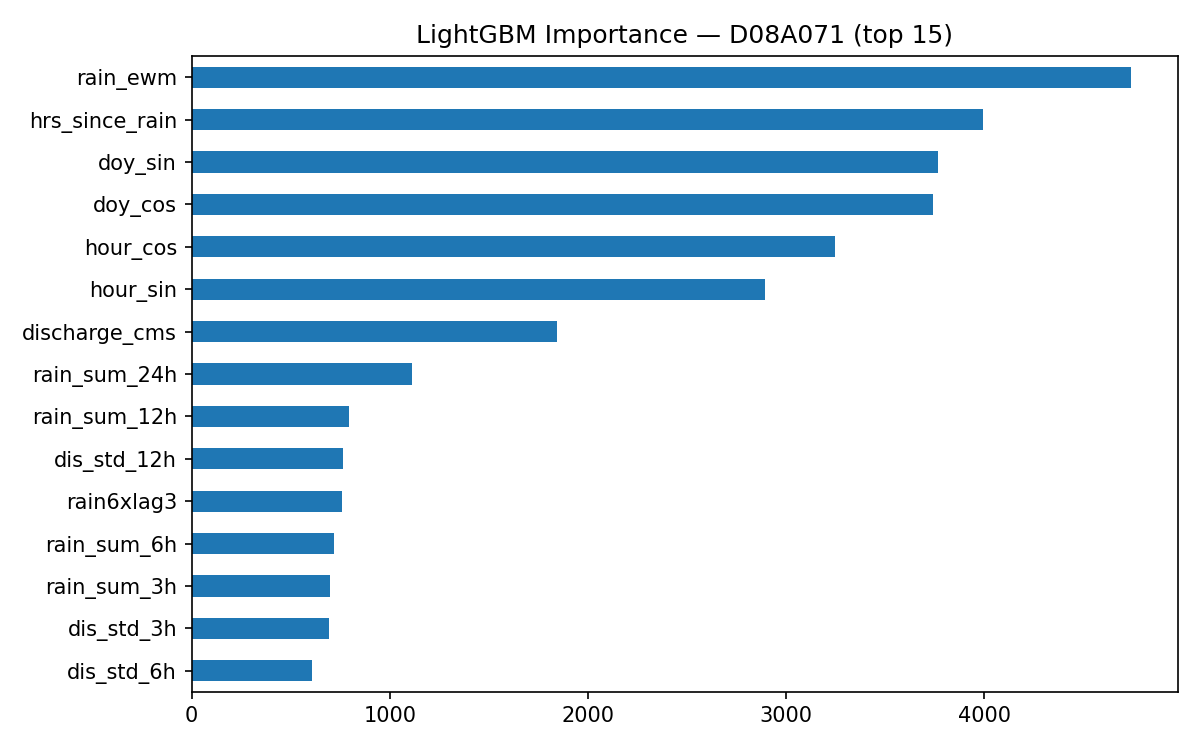 LightGBM Importance — D08A071 (top 15)
rain_ewm
hrs_since_rain
doy_sin
doy_cos
hour_cos
hour_sin
discharge_cms
rain_sum_24h
rain_sum_12h
dis_std_12h
rain6xlag3
rain_sum_6h
rain_sum_3h
dis_std_3h
dis_std_6h
0 1000 2000 3000 4000